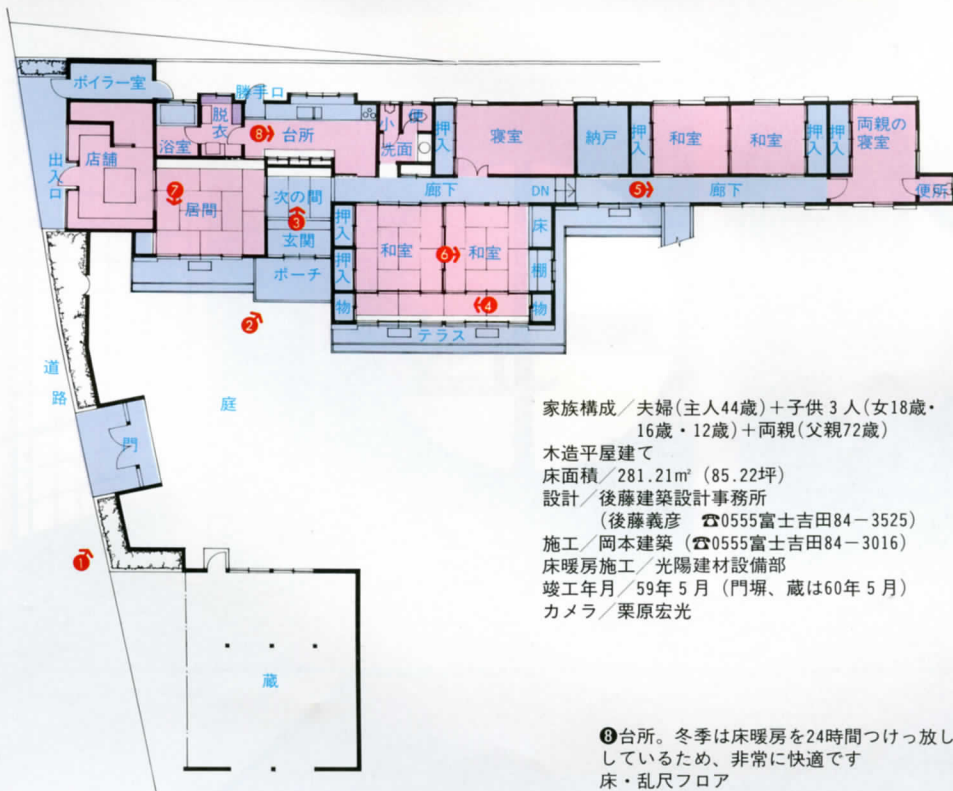 ボイラー室
勝手口
脱衣
浴室
❽台所
小
便
洗面
押入
寝室
納戸
押入
和室
和室
押入
押入
両親の
寝室
便所
出入口
店舗
❼
居間
次の間
❸
玄関
ポーチ
廊下
DN
❺
廊下
押入
押入
和室
❻
和室
床
棚
物
❹
物
テラス
❷
道路
庭
門
❶
蔵
家族構成／夫婦(主人44歳)＋子供3人(女18歳・
16歳・12歳)＋両親(父親72歳)
木造平屋建て
床面積／281.21㎡ (85.22坪)
設計／後藤建築設計事務所
(後藤義彦 ☎0555富士吉田84－3525)
施工／岡本建築 (☎0555富士吉田84－3016)
床暖房施工／光陽建材設備部
竣工年月／59年5月 (門塀、蔵は60年5月)
カメラ／栗原宏光
❽台所。冬季は床暖房を24時間つけっ放し
しているため、非常に快適です
床・乱尺フロア